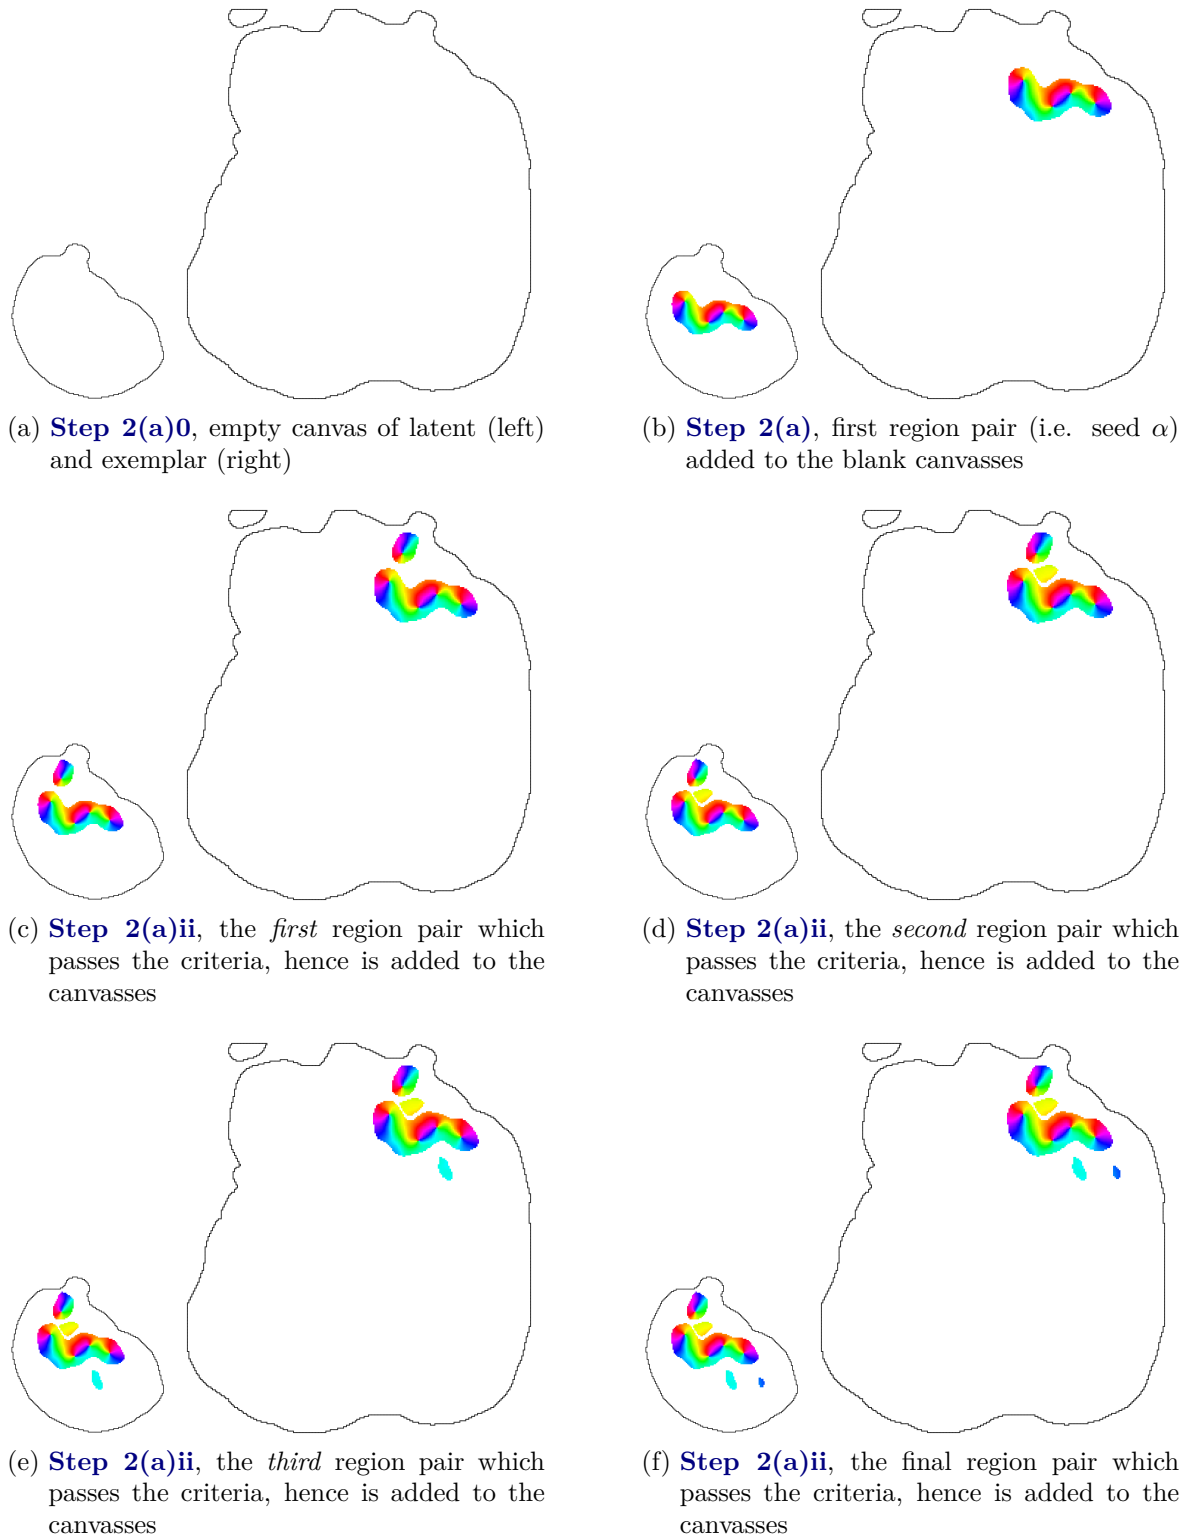 (a) Step 2(a)0, empty canvas of latent (left)
and exemplar (right)
(b) Step 2(a), first region pair (i.e. seed α)
added to the blank canvasses
(c) Step 2(a)ii, the first region pair which
passes the criteria, hence is added to the
canvasses
(d) Step 2(a)ii, the second region pair which
passes the criteria, hence is added to the
canvasses
(e) Step 2(a)ii, the third region pair which
passes the criteria, hence is added to the
canvasses
(f) Step 2(a)ii, the final region pair which
passes the criteria, hence is added to the
canvasses